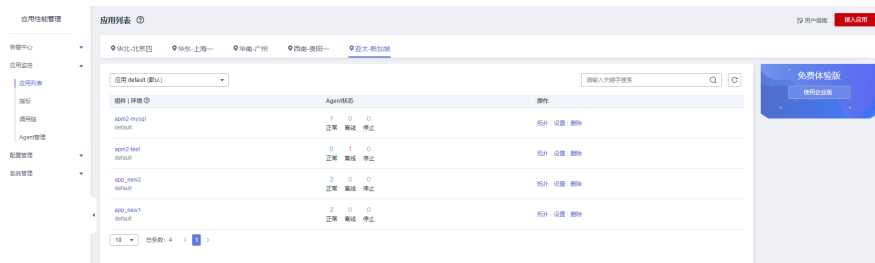 应用性能管理
应用列表
用户指南
接入应用
告警中心
应用监控
应用列表
指标
调用链
Agent管理
配置管理
系统管理
华北-北京四
华东-上海一
华南-广州
西南-贵阳一
亚太-新加坡
应用:default (默认)
请输入关键字搜索
C
组件 | 环境
Agent状态
操作
apm2-mysql
default
1 0 0
正常 离线 停止
拓扑 设置 删除
apm2-test
default
0 1 0
正常 离线 停止
拓扑 设置 删除
app_new2
default
2 0 0
正常 离线 停止
拓扑 设置 删除
app_new1
default
2 0 0
正常 离线 停止
拓扑 设置 删除
10
总条数: 4 < 1 >
免费体验版
使用企业版